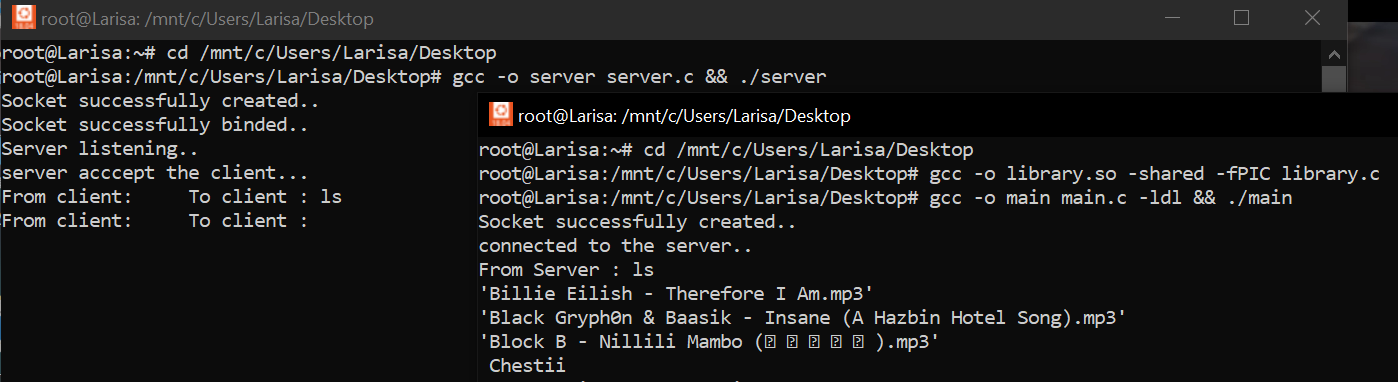 root@Larisa: /mnt/c/Users/Larisa/Desktop
root@Larisa:~# cd /mnt/c/Users/Larisa/Desktop
root@Larisa:/mnt/c/Users/Larisa/Desktop# gcc -o server server.c && ./server
Socket successfully created..
Socket successfully binded..
Server listening..
server acccept the client...
From client:     To client : ls
From client:     To client :
root@Larisa: /mnt/c/Users/Larisa/Desktop
root@Larisa:~# cd /mnt/c/Users/Larisa/Desktop
root@Larisa:/mnt/c/Users/Larisa/Desktop# gcc -o library.so -shared -fPIC library.c
root@Larisa:/mnt/c/Users/Larisa/Desktop# gcc -o main main.c -ldl && ./main
Socket successfully created..
connected to the server..
From Server : ls
'Billie Eilish - Therefore I Am.mp3'
'Black Gryph0n & Baasik - Insane (A Hazbin Hotel Song).mp3'
'Block B - Nillili Mambo ( ).mp3'
Chestii